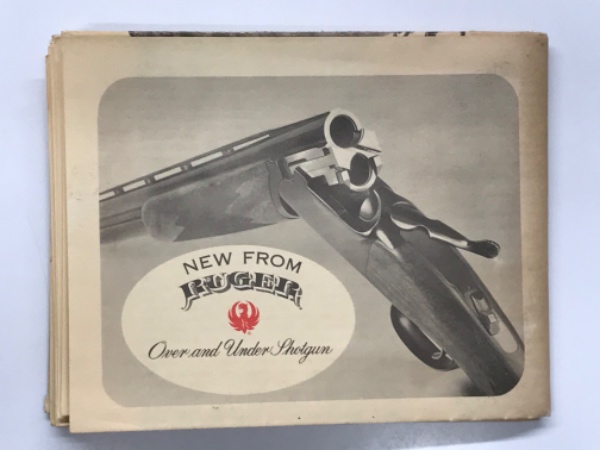 NEW FROM
RUGER
Over and Under Shotgun